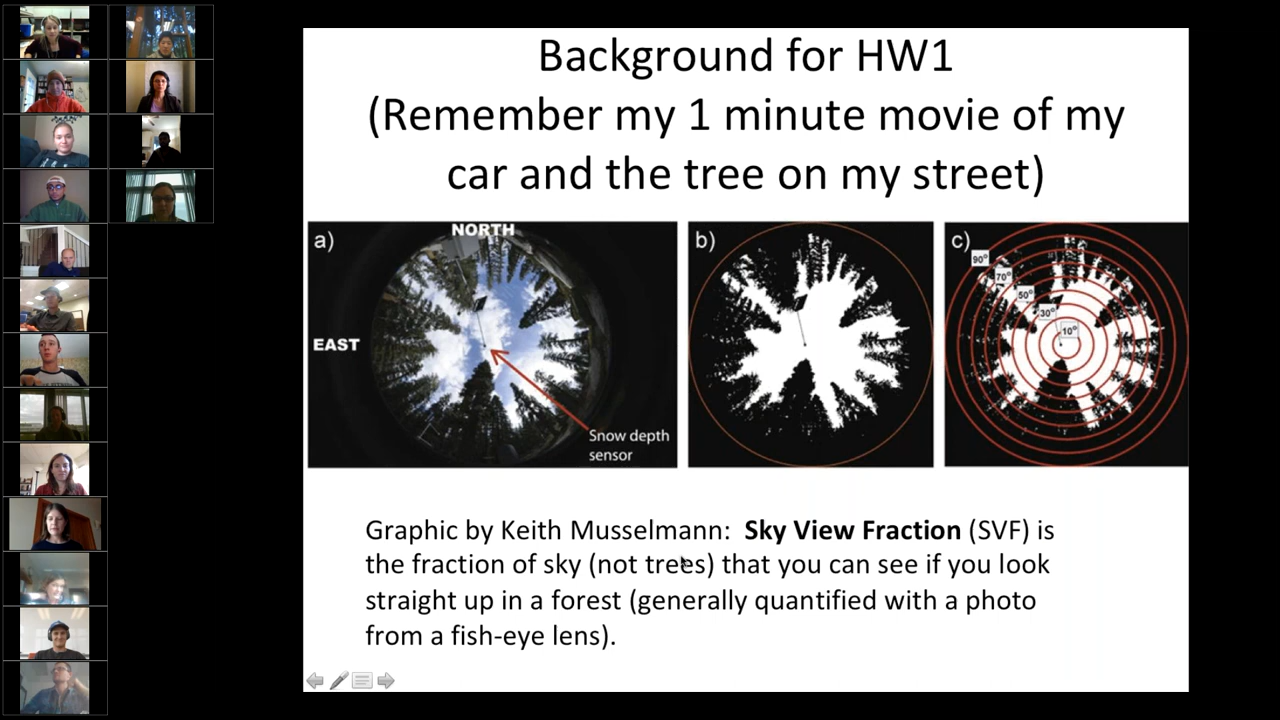 Background for HW1
(Remember my 1 minute movie of my
car and the tree on my street)
a)
NORTH
EAST
Snow depth
sensor
b)
c)
90°
70°
50°
30°
10°
Graphic by Keith Musselmann: Sky View Fraction (SVF) is
the fraction of sky (not trees) that you can see if you look
straight up in a forest (generally quantified with a photo
from a fish-eye lens).